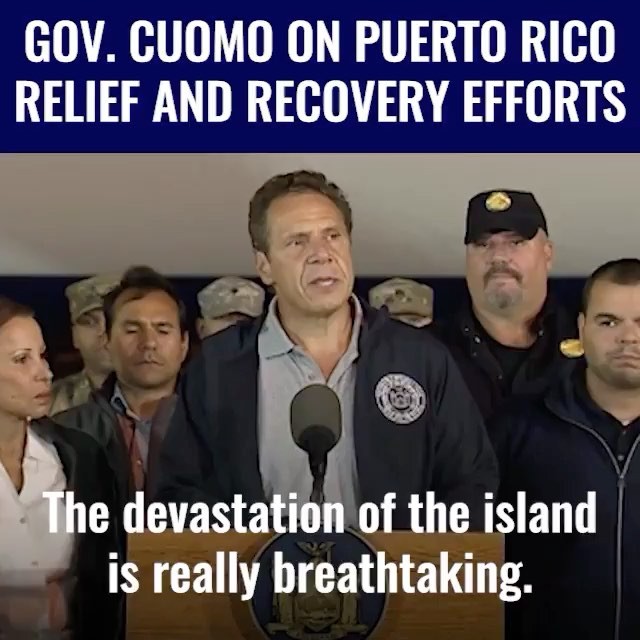 GOV. CUOMO ON PUERTO RICO
RELIEF AND RECOVERY EFFORTS
The devastation of the island
is really breathtaking.